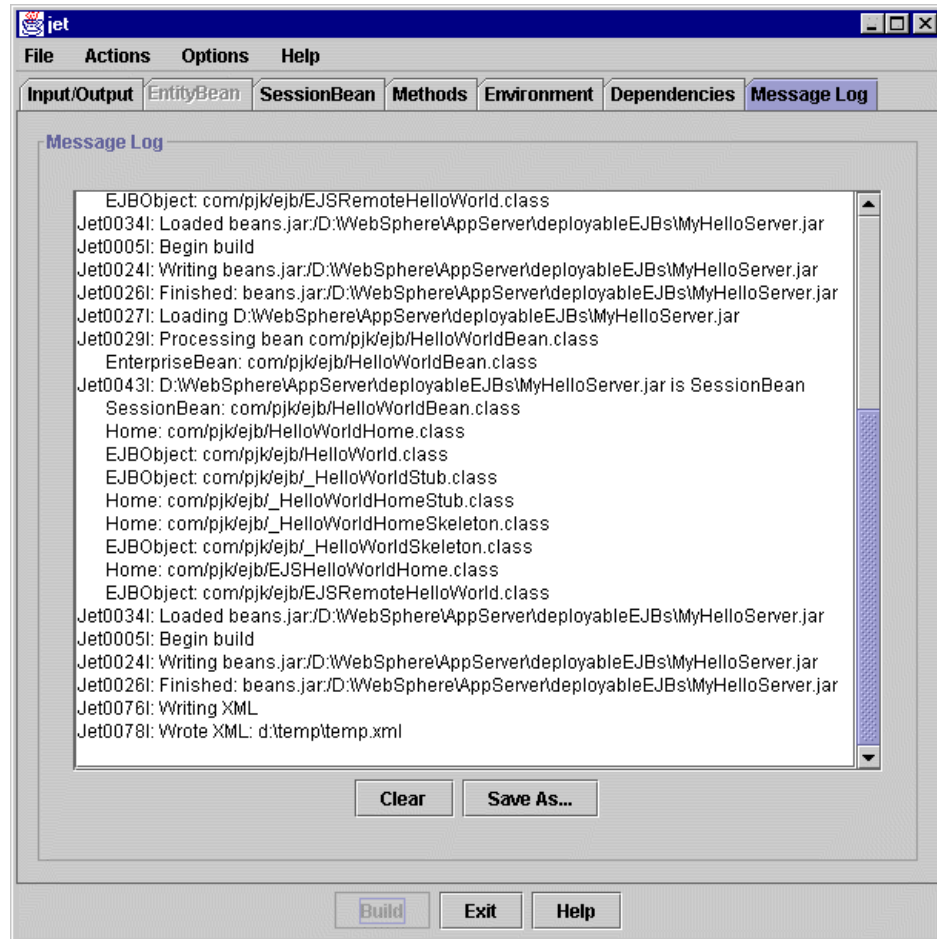 jet
File Actions Options Help
Input/Output EntityBean SessionBean Methods Environment Dependencies Message Log
Message Log
EJBObject: com/pjk/ejb/EJSRemoteHelloWorld.class
Jet0034I: Loaded beans.jar:/D:\WebSphere\AppServer\deployableEJBs\MyHelloServer.jar
Jet0005I: Begin build
Jet0024I: Writing beans.jar:/D:\WebSphere\AppServer\deployableEJBs\MyHelloServer.jar
Jet0026I: Finished: beans.jar:/D:\WebSphere\AppServer\deployableEJBs\MyHelloServer.jar
Jet0027I: Loading D:\WebSphere\AppServer\deployableEJBs\MyHelloServer.jar
Jet0029I: Processing bean com/pjk/ejb/HelloWorldBean.class
EnterpriseBean: com/pjk/ejb/HelloWorldBean.class
Jet0043I: D:\WebSphere\AppServer\deployableEJBs\MyHelloServer.jar is SessionBean
SessionBean: com/pjk/ejb/HelloWorldBean.class
Home: com/pjk/ejb/HelloWorldHome.class
EJBObject: com/pjk/ejb/HelloWorld.class
EJBObject: com/pjk/ejb/_HelloWorldStub.class
Home: com/pjk/ejb/_HelloWorldHomeStub.class
Home: com/pjk/ejb/_HelloWorldHomeSkeleton.class
EJBObject: com/pjk/ejb/_HelloWorldSkeleton.class
Home: com/pjk/ejb/EJSHelloWorldHome.class
EJBObject: com/pjk/ejb/EJSRemoteHelloWorld.class
Jet0034I: Loaded beans.jar:/D:\WebSphere\AppServer\deployableEJBs\MyHelloServer.jar
Jet0005I: Begin build
Jet0024I: Writing beans.jar:/D:\WebSphere\AppServer\deployableEJBs\MyHelloServer.jar
Jet0026I: Finished: beans.jar:/D:\WebSphere\AppServer\deployableEJBs\MyHelloServer.jar
Jet0076I: Writing XML
Jet0078I: Wrote XML: d:\temp\temp.xml
Clear Save As...
Build Exit Help